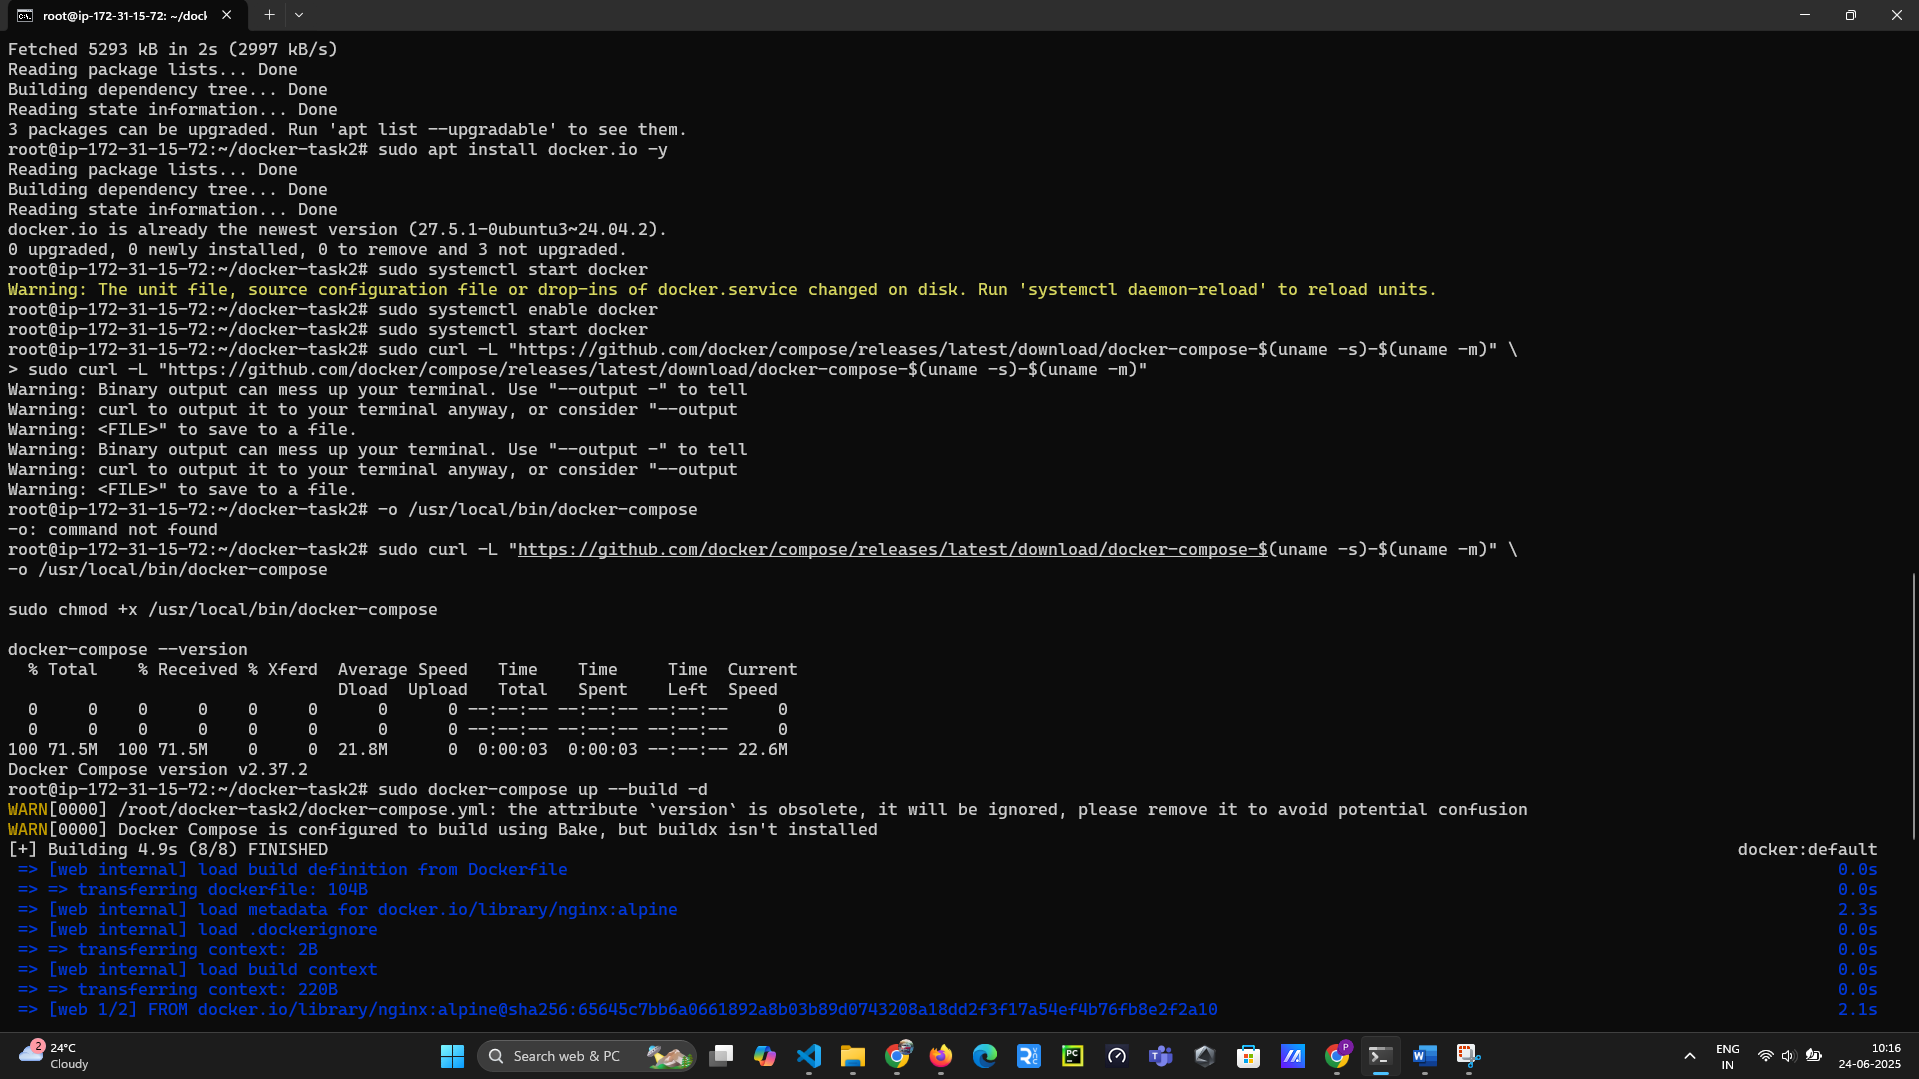 root@ip-172-31-15-72: ~/dock
Fetched 5293 kB in 2s (2997 kB/s)
Reading package lists... Done
Building dependency tree... Done
Reading state information... Done
3 packages can be upgraded. Run 'apt list --upgradable' to see them.
root@ip-172-31-15-72:~/docker-task2# sudo apt install docker.io -y
Reading package lists... Done
Building dependency tree... Done
Reading state information... Done
docker.io is already the newest version (27.5.1-0ubuntu3~24.04.2).
0 upgraded, 0 newly installed, 0 to remove and 3 not upgraded.
root@ip-172-31-15-72:~/docker-task2# sudo systemctl start docker
Warning: The unit file, source configuration file or drop-ins of docker.service changed on disk. Run 'systemctl daemon-reload' to reload units.
root@ip-172-31-15-72:~/docker-task2# sudo systemctl enable docker
root@ip-172-31-15-72:~/docker-task2# sudo systemctl start docker
root@ip-172-31-15-72:~/docker-task2# sudo curl -L "https://github.com/docker/compose/releases/latest/download/docker-compose-$(uname -s)-$(uname -m)" \
> sudo curl -L "https://github.com/docker/compose/releases/latest/download/docker-compose-$(uname -s)-$(uname -m)"
Warning: Binary output can mess up your terminal. Use "--output -" to tell
Warning: curl to output it to your terminal anyway, or consider "--output
Warning: <FILE>" to save to a file.
Warning: Binary output can mess up your terminal. Use "--output -" to tell
Warning: curl to output it to your terminal anyway, or consider "--output
Warning: <FILE>" to save to a file.
root@ip-172-31-15-72:~/docker-task2# -o /usr/local/bin/docker-compose
-o: command not found
root@ip-172-31-15-72:~/docker-task2# sudo curl -L "https://github.com/docker/compose/releases/latest/download/docker-compose-$(uname -s)-$(uname -m)" \
-o /usr/local/bin/docker-compose
sudo chmod +x /usr/local/bin/docker-compose
docker-compose --version
% Total % Received % Xferd Average Speed Time Time Time Current
Dload Upload Total Spent Left Speed
0 0 0 0 0 0 0 0 --:--:-- --:--:-- --:--:-- 0
0 0 0 0 0 0 0 0 --:--:-- --:--:-- --:--:-- 0
100 71.5M 100 71.5M 0 0 21.8M 0 0:00:03 0:00:03 --:--:-- 22.6M
Docker Compose version v2.37.2
root@ip-172-31-15-72:~/docker-task2# sudo docker-compose up --build -d
WARN[0000] /root/docker-task2/docker-compose.yml: the attribute `version` is obsolete, it will be ignored, please remove it to avoid potential confusion
WARN[0000] Docker Compose is configured to build using Bake, but buildx isn't installed
[+] Building 4.9s (8/8) FINISHED docker:default
=> [web internal] load build definition from Dockerfile 0.0s
=> => transferring dockerfile: 104B 0.0s
=> [web internal] load metadata for docker.io/library/nginx:alpine 2.3s
=> [web internal] load .dockerignore 0.0s
=> => transferring context: 2B 0.0s
=> [web internal] load build context 0.0s
=> => transferring context: 220B 0.0s
=> [web 1/2] FROM docker.io/library/nginx:alpine@sha256:65645c7bb6a0661892a8b03b89d0743208a18dd2f3f17a54ef4b76fb8e2f2a10 2.1s
2
24°C
Cloudy
Search web & PC
PC
P
W
ENG
IN
10:16
24-06-2025